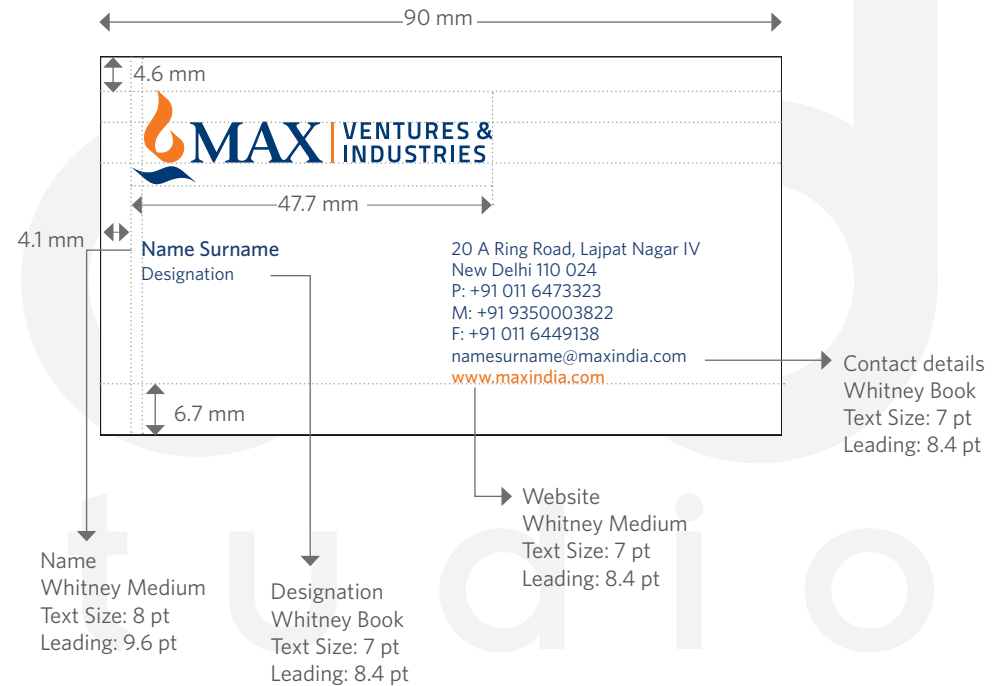 90 mm
4.6 mm
MAX
VENTURES &
INDUSTRIES
47.7 mm
4.1 mm
Name Surname
Designation
20 A Ring Road, Lajpat Nagar IV
New Delhi 110 024
P: +91 011 6473323
M: +91 9350003822
F: +91 011 6449138
namesurname@maxindia.com
www.maxindia.com
6.7 mm
Contact details
Whitney Book
Text Size: 7 pt
Leading: 8.4 pt
Website
Whitney Medium
Text Size: 7 pt
Leading: 8.4 pt
Name
Whitney Medium
Text Size: 8 pt
Leading: 9.6 pt
Designation
Whitney Book
Text Size: 7 pt
Leading: 8.4 pt
d
tudio